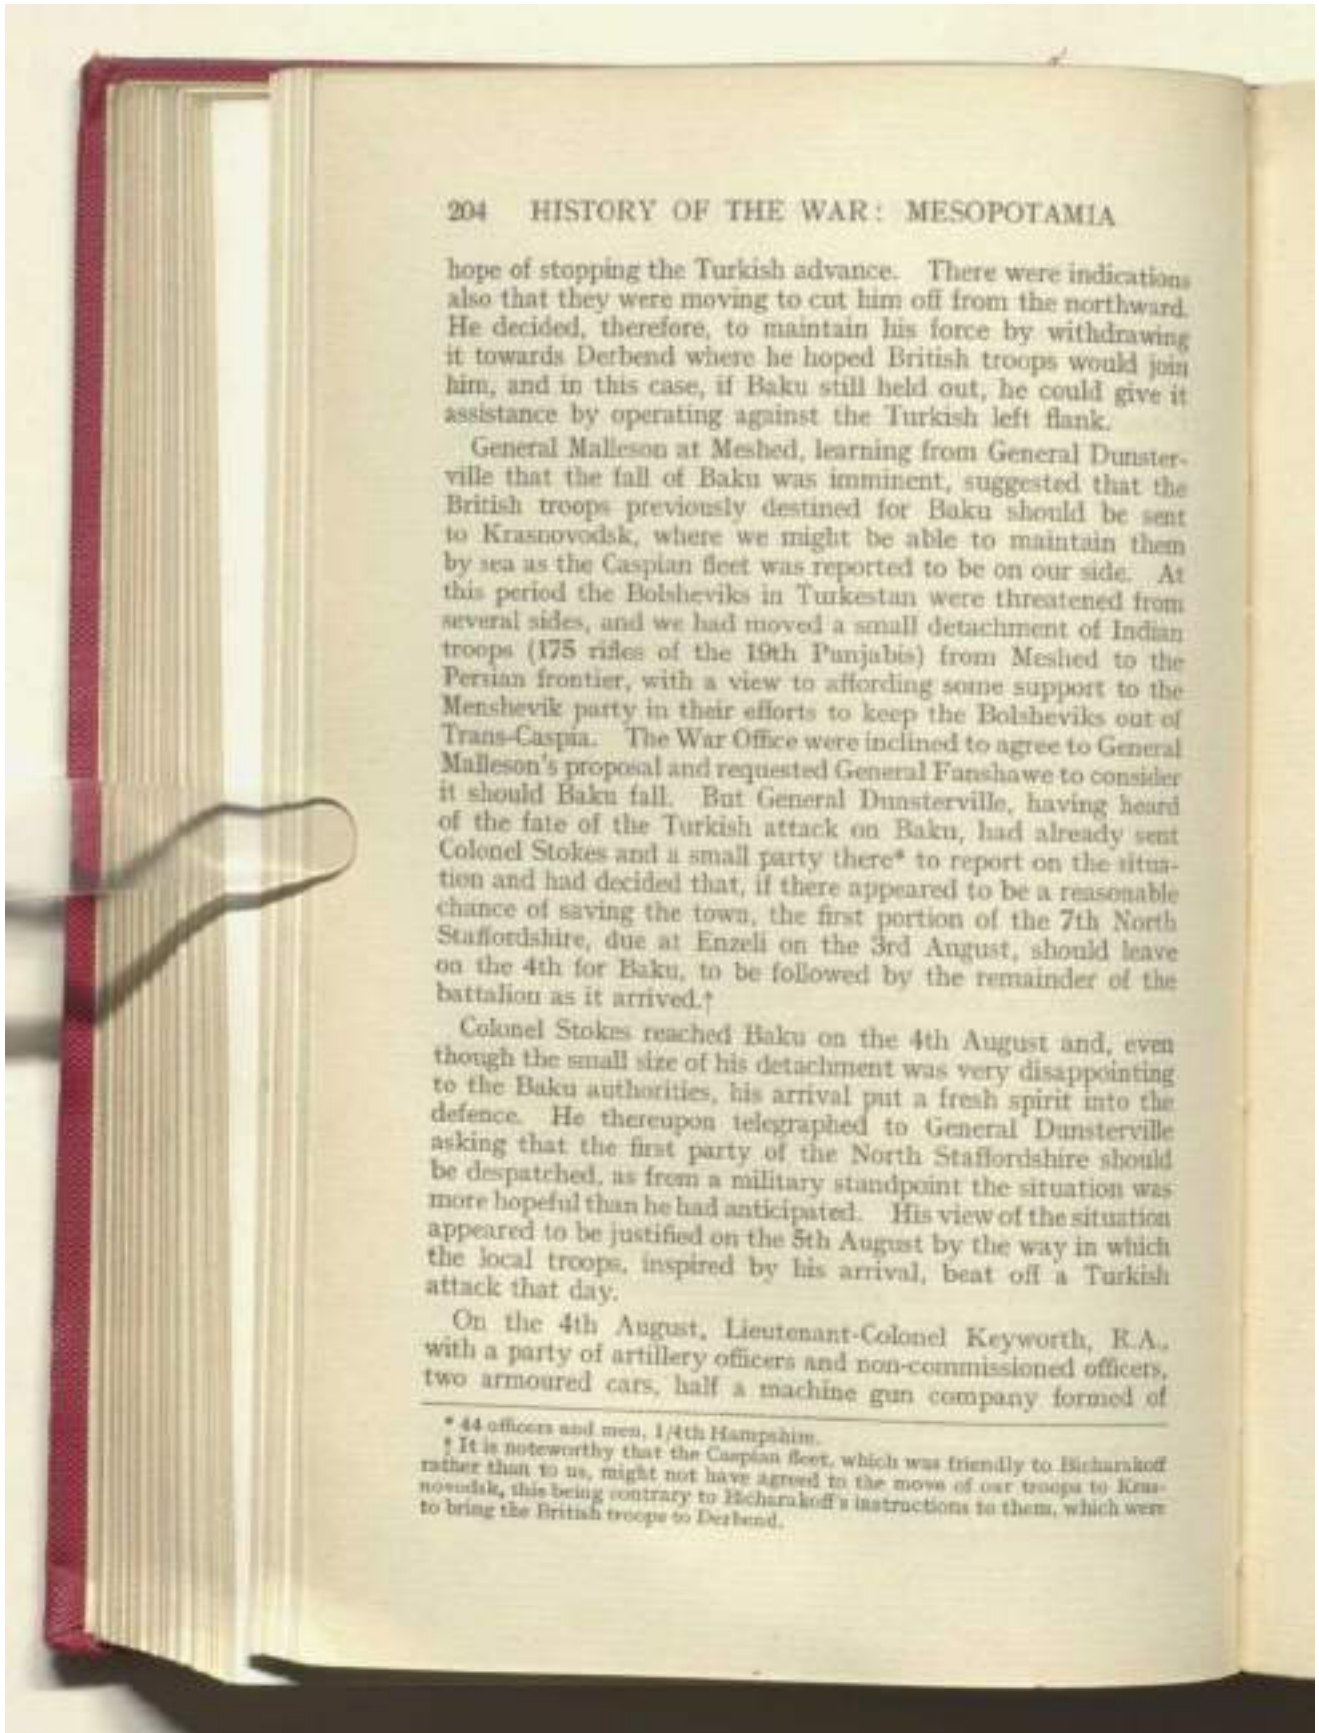 204 HISTORY OF THE WAR: MESOPOTAMIA
hope of stopping the Turkish advance. There were indications
also that they were moving to cut him off from the northward.
He decided, therefore, to maintain his force by withdrawing
it towards Derbend where he hoped British troops would join
him, and in this case, if Baku still held out, he could give it
assistance by operating against the Turkish left flank.
General Malleson at Meshed, learning from General Dunster-
ville that the fall of Baku was imminent, suggested that the
British troops previously destined for Baku should be sent
to Krasnovodsk, where we might be able to maintain them
by sea as the Caspian fleet was reported to be on our side. At
this period the Bolsheviks in Turkestan were threatened from
several sides, and we had moved a small detachment of Indian
troops (175 rifles of the 19th Punjabis) from Meshed to the
Persian frontier, with a view to affording some support to the
Menshevik party in their efforts to keep the Bolsheviks out of
Trans-Caspia. The War Office were inclined to agree to General
Malleson's proposal and requested General Fanshawe to consider
it should Baku fall. But General Dunsterville, having heard
of the fate of the Turkish attack on Baku, had already sent
Colonel Stokes and a small party there* to report on the situa-
tion and had decided that, if there appeared to be a reasonable
chance of saving the town, the first portion of the 7th North
Staffordshire, due at Enzeli on the 3rd August, should leave
on the 4th for Baku, to be followed by the remainder of the
battalion as it arrived.†
Colonel Stokes reached Baku on the 4th August and, even
though the small size of his detachment was very disappointing
to the Baku authorities, his arrival put a fresh spirit into the
defence. He thereupon telegraphed to General Dunsterville
asking that the first party of the North Staffordshire should
be despatched, as from a military standpoint the situation was
more hopeful than he had anticipated. His view of the situation
appeared to be justified on the 5th August by the way in which
the local troops, inspired by his arrival, beat off a Turkish
attack that day.
On the 4th August, Lieutenant-Colonel Keyworth, R.A.,
with a party of artillery officers and non-commissioned officers,
two armoured cars, half a machine gun company formed of
* 44 officers and men, 1/4th Hampshire.
† It is noteworthy that the Caspian fleet, which was friendly to Bicharakoff
rather than to us, might not have agreed to the move of our troops to Kras-
novodsk, this being contrary to Bicharakoff's instructions to them, which were
to bring the British troops to Derbend.